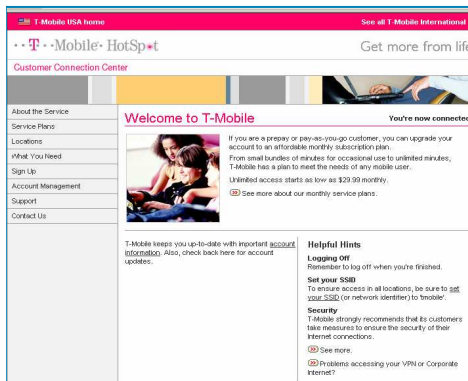 T-Mobile USA home
See all T-Mobile International
T-Mobile HotSpot
Get more from life
Customer Connection Center
About the Service
Service Plans
Locations
What You Need
Sign Up
Account Management
Support
Contact Us
Welcome to T-Mobile
You're now connected
If you are a prepay or pay-as-you-go customer, you can upgrade your
account to an affordable monthly subscription plan.
From small bundles of minutes for occasional use to unlimited minutes,
T-Mobile has a plan to meet the needs of any mobile user.
Unlimited access starts as low as $29.99 monthly.
See more about our monthly service plans.
T-Mobile keeps you up-to-date with important account
information. Also, check back here for account
updates.
Helpful Hints
Logging Off
Remember to log off when you're finished.
Set your SSID
To ensure access in all locations, be sure to set
your SSID (or network identifier) to 'tmobile'.
Security
T-Mobile strongly recommends that its customers
take measures to ensure the security of their
Internet connections.
See more.
Problems accessing your VPN or Corporate
Internet?